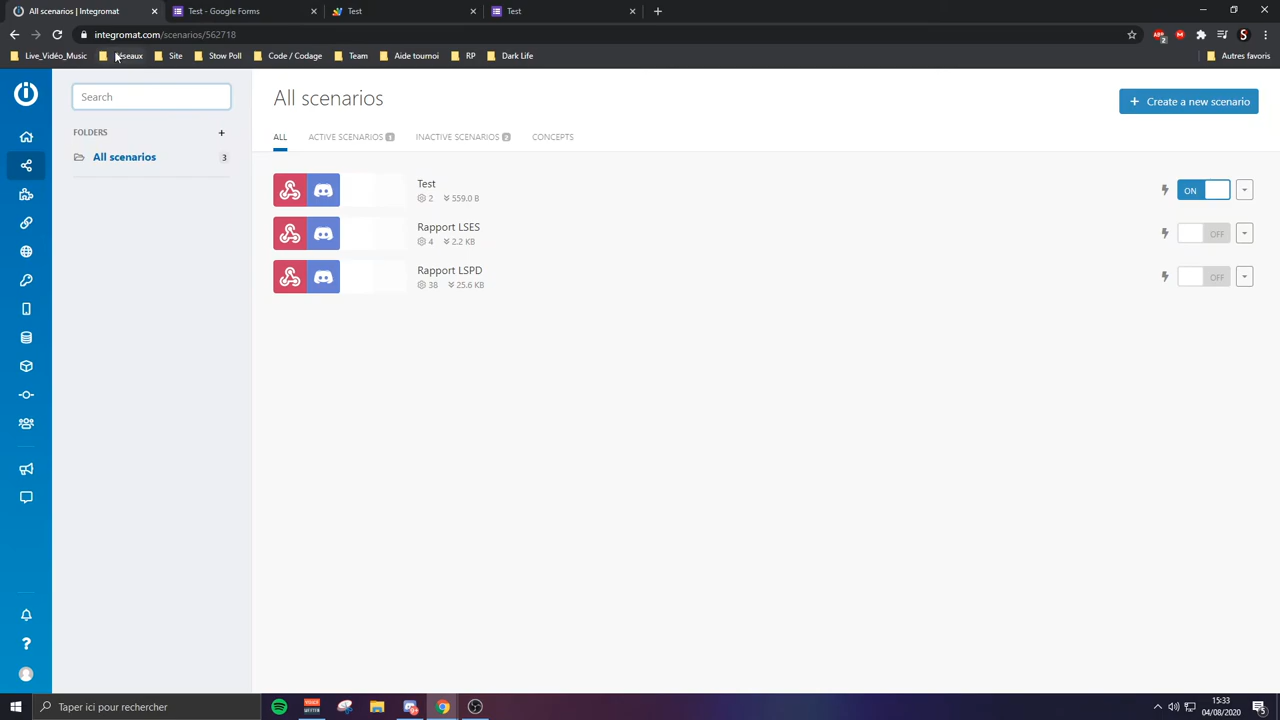 All scenarios | Integromat
Test - Google Forms
Test
Test
integromat.com/scenarios/562718
Live_Vidéo_Music
Réseaux
Site
Stow Poll
Code / Codage
Team
Aide tournoi
RP
Dark Life
Autres favoris
Search
All scenarios
+ Create a new scenario
FOLDERS
+
ALL
ACTIVE SCENARIOS 1
INACTIVE SCENARIOS 2
CONCEPTS
All scenarios 3
Test
2 559.0 B
ON
Rapport LSES
4 2.2 KB
OFF
Rapport LSPD
38 25.6 KB
OFF
Taper ici pour rechercher
15:33
04/08/2020